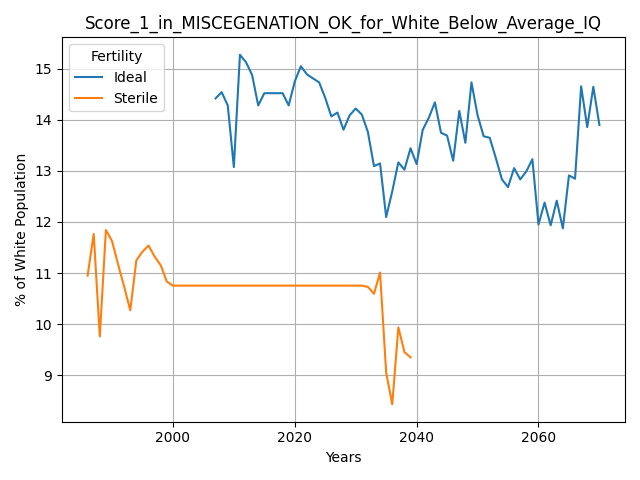 Score_1_in_MISCEGENATION_OK_for_White_Below_Average_IQ
Fertility
Ideal
Sterile
% of White Population
15
14
13
12
11
10
9
2000 2020 2040 2060
Years